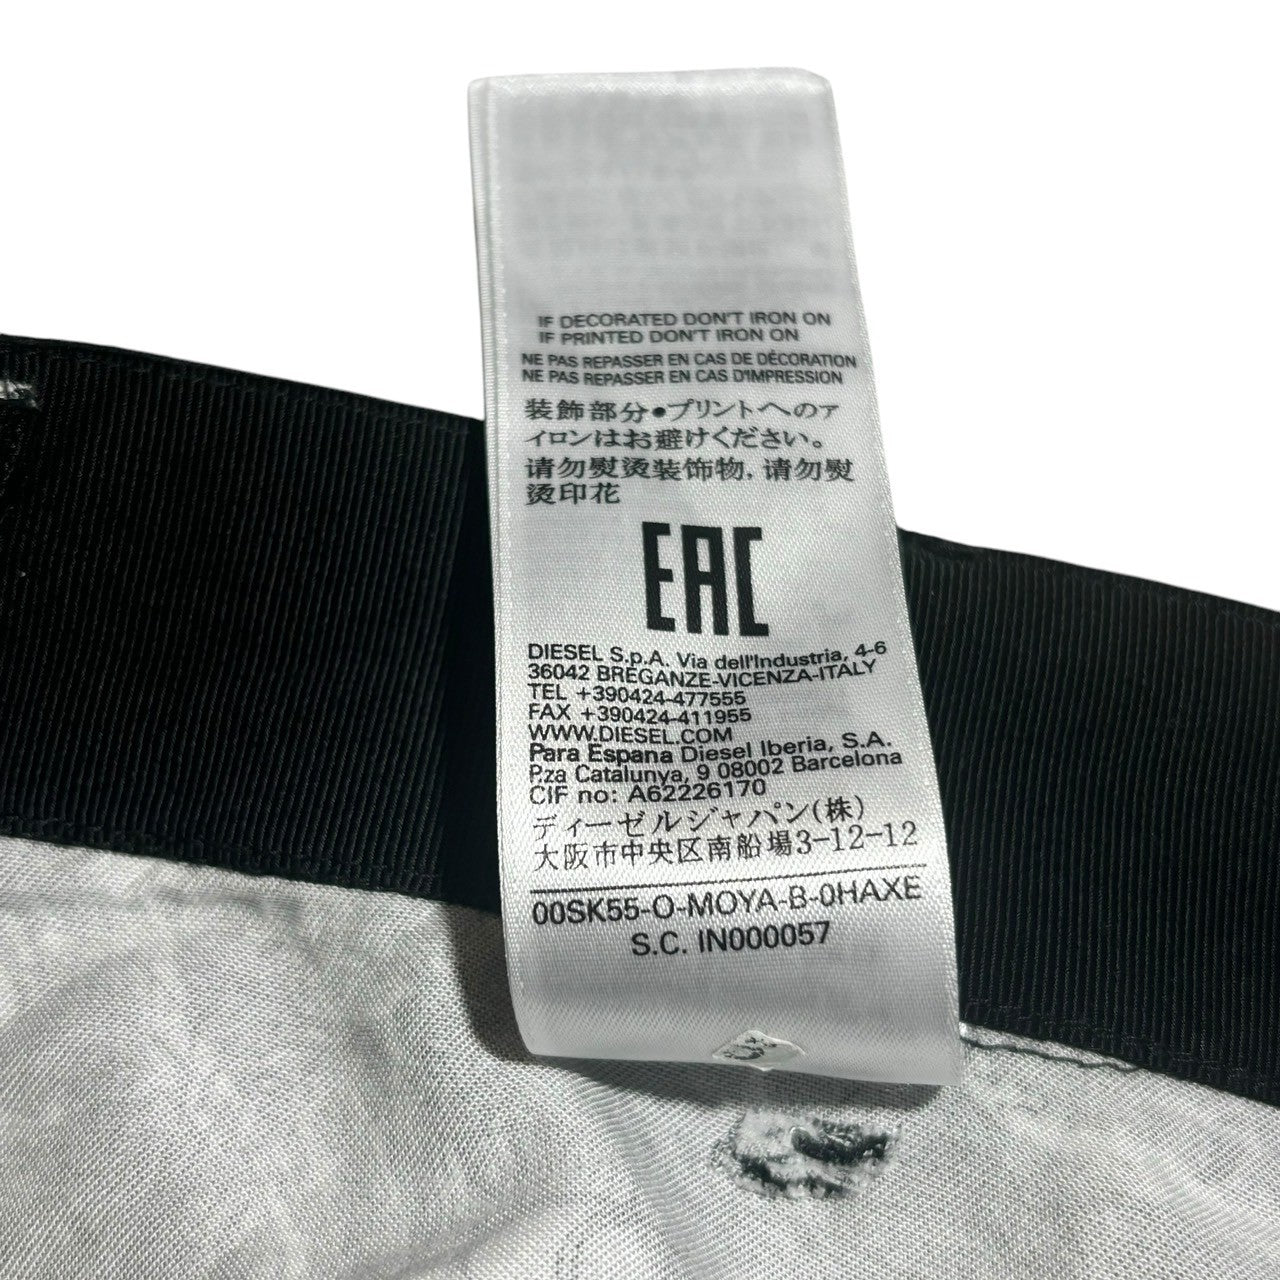 IF DECORATED DON'T IRON ON
IF PRINTED DON'T IRON ON
NE PAS REPASSER EN CAS DE DÉCORATION
NE PAS REPASSER EN CAS D'IMPRESSION
装飾部分●プリントへのア
イロンはお避けください。
请勿熨烫装饰物, 请勿熨
烫印花
EAC
DIESEL S.p.A. Via dell'Industria, 4-6
36042 BREGANZE-VICENZA-ITALY
TEL +390424-477555
FAX +390424-411955
WWW.DIESEL.COM
Para Espana Diesel Iberia, S.A.
P.za Catalunya, 9 08002 Barcelona
CIF no: A62226170
ディーゼルジャパン(株)
大阪市中央区南船場3-12-12
00SK55-O-MOYA-B-0HAXE
S.C. IN000057